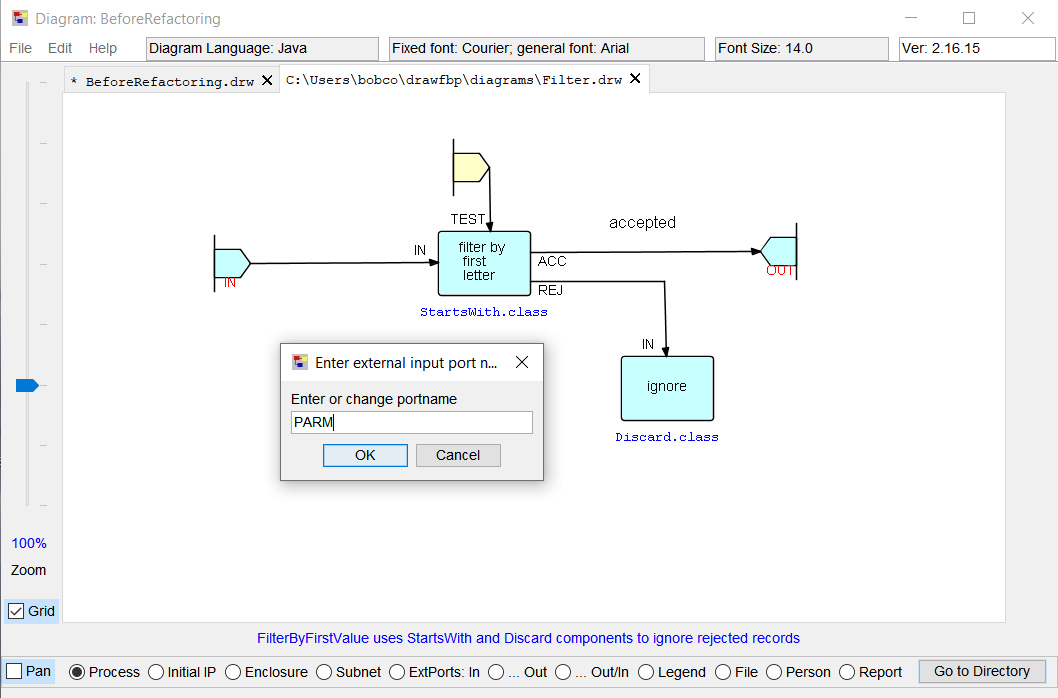 Diagram: BeforeRefactoring
File Edit Help Diagram Language: Java Fixed font: Courier; general font: Arial Font Size: 14.0 Ver: 2.16.15
* BeforeRefactoring.drw C:\Users\bobco\drawfbp\diagrams\Filter.drw
TEST
accepted
IN
filter by
first
letter
ACC
OUT
IN
REJ
StartsWith.class
IN
ignore
Discard.class
Enter external input port n...
Enter or change portname
PARM
OK Cancel
100%
Zoom
Grid
FilterByFirstValue uses StartsWith and Discard components to ignore rejected records
Pan Process Initial IP Enclosure Subnet ExtPorts: In ... Out ... Out/In Legend File Person Report Go to Directory